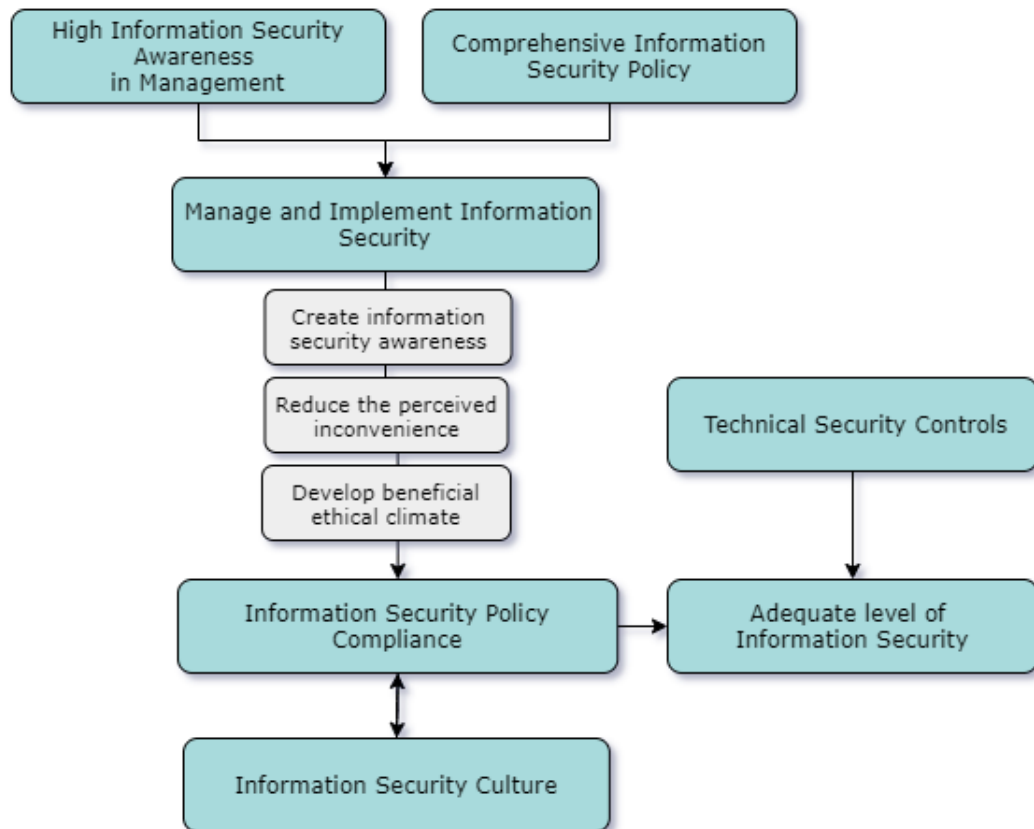 High Information Security
Awareness
in Management
Comprehensive Information
Security Policy
Manage and Implement Information
Security
Create information
security awareness
Reduce the perceived
inconvenience
Technical Security Controls
Develop beneficial
ethical climate
Information Security Policy
Compliance
Adequate level of
Information Security
Information Security Culture